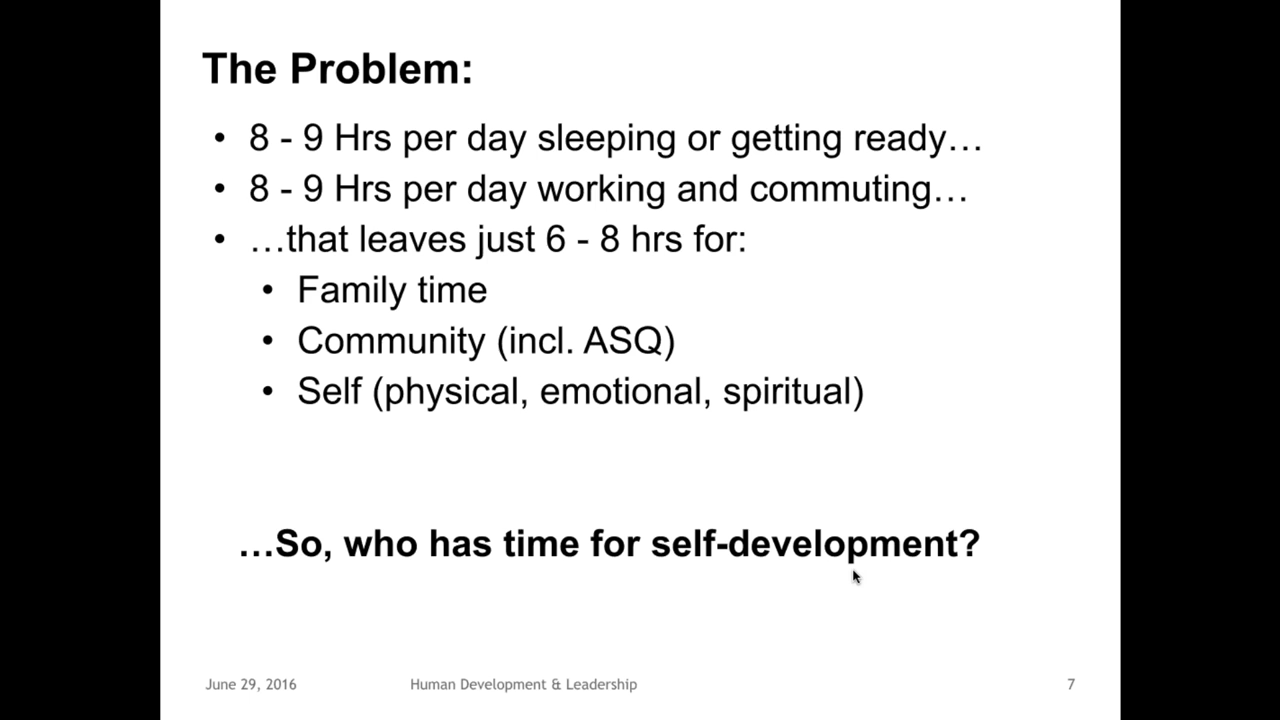 The Problem:
• 8 - 9 Hrs per day sleeping or getting ready…
• 8 - 9 Hrs per day working and commuting…
• …that leaves just 6 - 8 hrs for:
• Family time
• Community (incl. ASQ)
• Self (physical, emotional, spiritual)
…So, who has time for self-development?
June 29, 2016 Human Development & Leadership 7